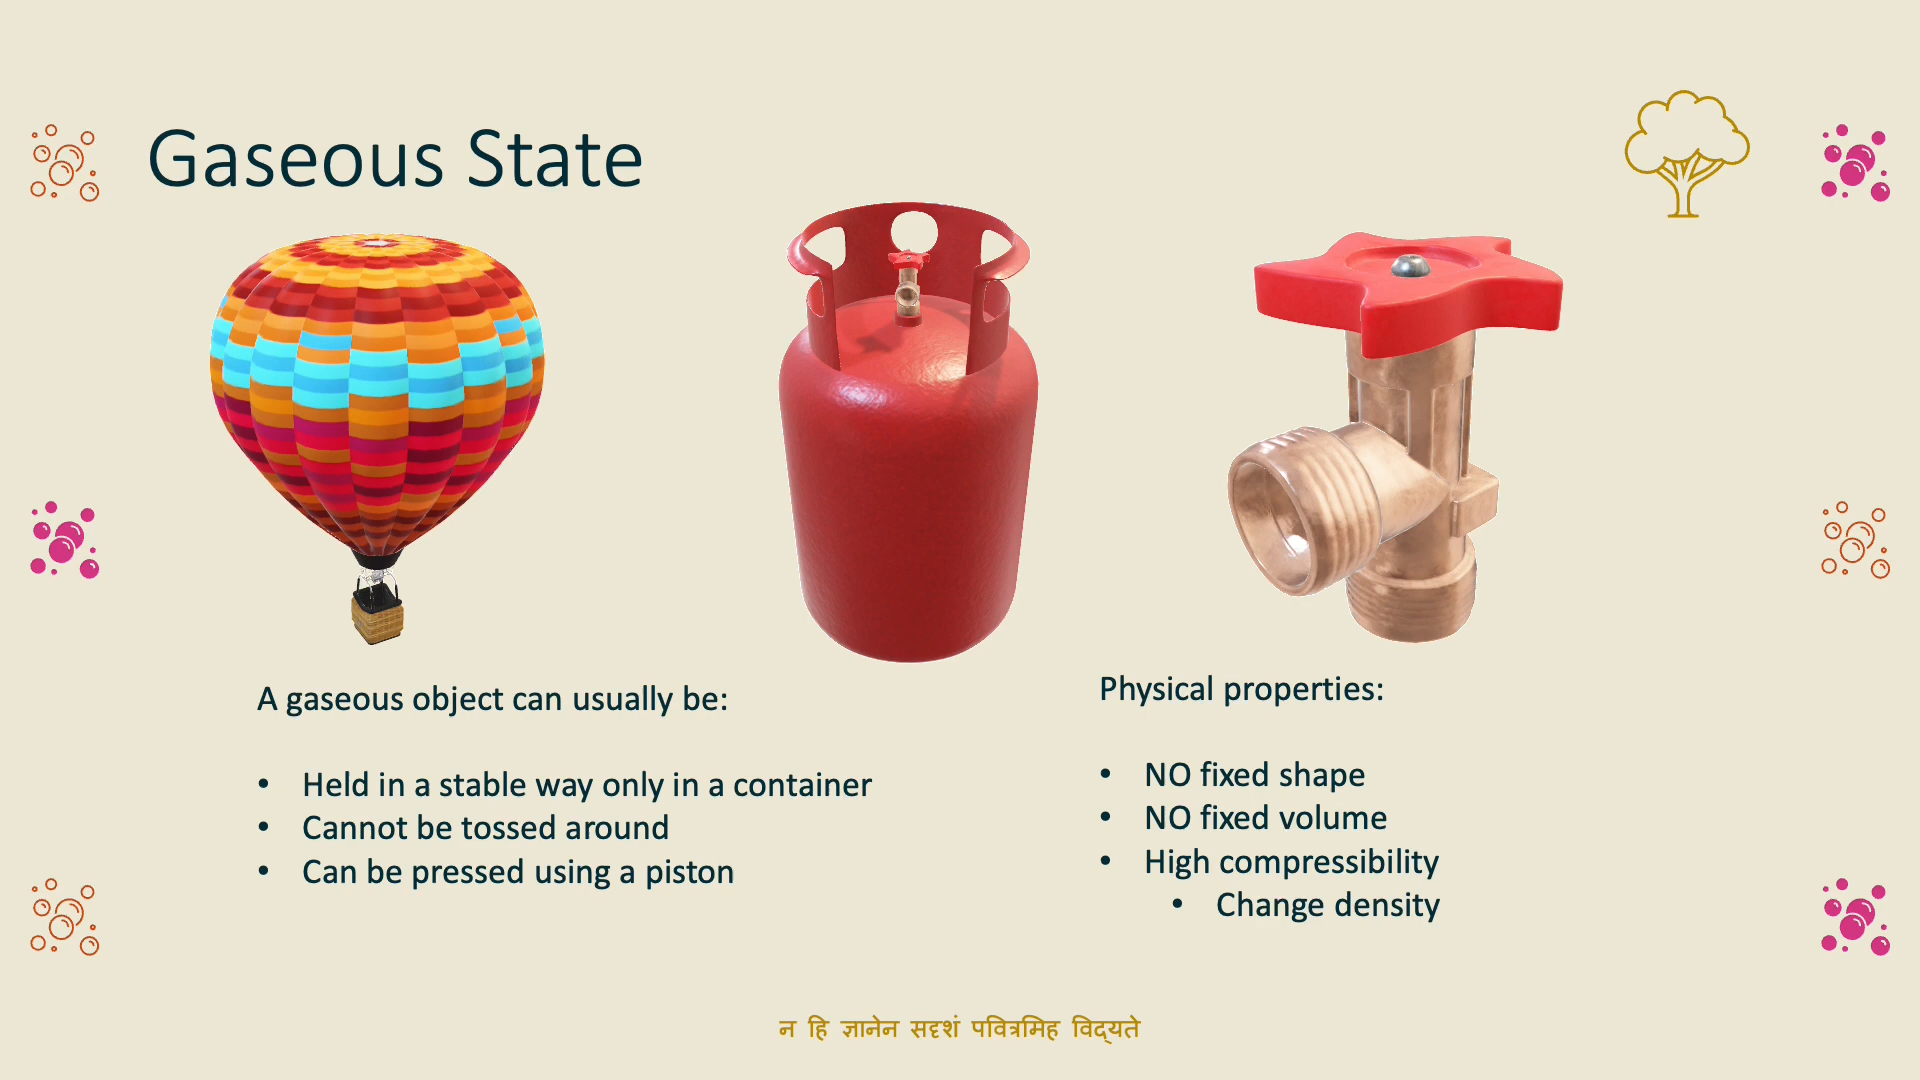 Gaseous State
A gaseous object can usually be:
• Held in a stable way only in a container
• Cannot be tossed around
• Can be pressed using a piston
Physical properties:
• NO fixed shape
• NO fixed volume
• High compressibility
• Change density
न हि ज्ञानेन सदृशं पवित्रमिह विद्यते